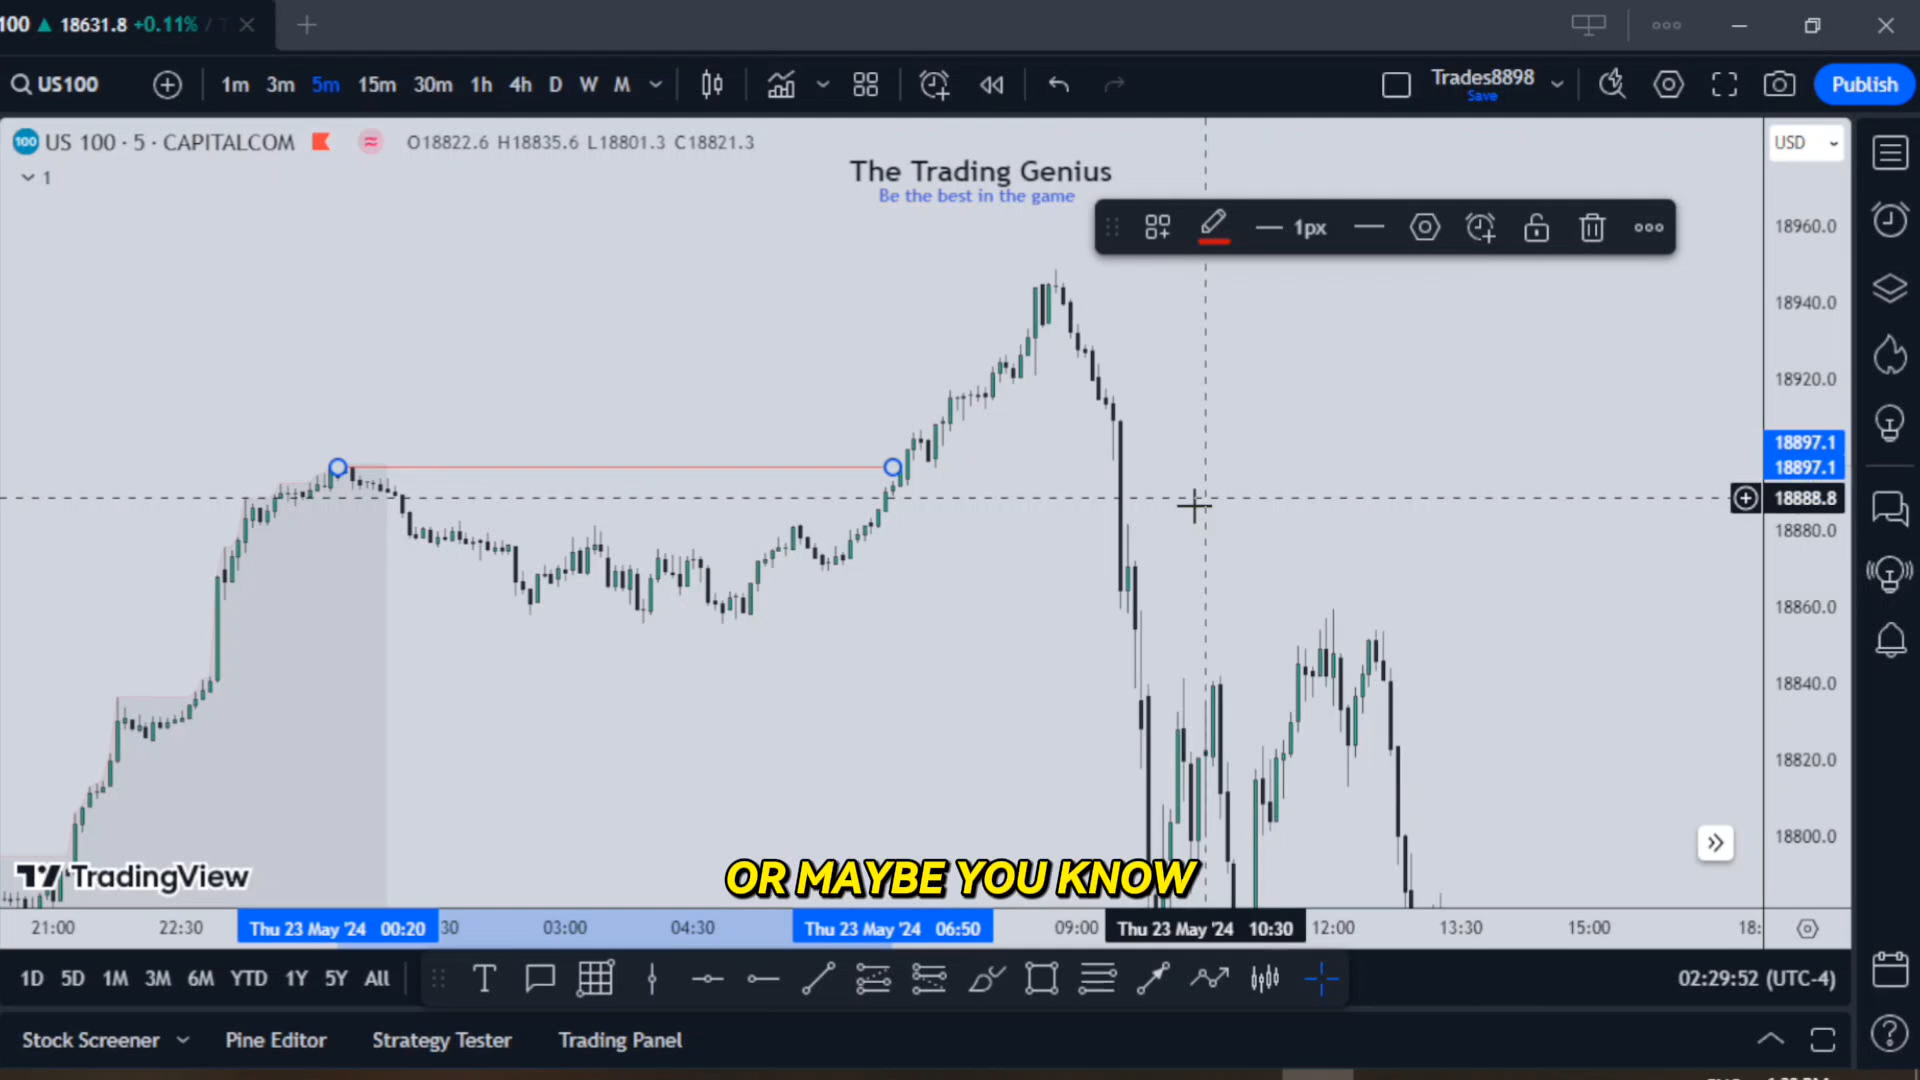 100 ▲ 18631.8 +0.11% /
US100 1m 3m 5m 15m 30m 1h 4h D W M Trades8898 Save Publish
100 US 100 · 5 · CAPITALCOM O18822.6 H18835.6 L18801.3 C18821.3
USD
1
The Trading Genius
Be the best in the game
1px
18960.0
18940.0
18920.0
18897.1
18897.1
18888.8
18880.0
18860.0
18840.0
18820.0
18800.0
TradingView
OR MAYBE YOU KNOW
21:00 22:30 Thu 23 May '24 00:20 30 03:00 04:30 Thu 23 May '24 06:50 09:00 Thu 23 May '24 10:30 12:00 13:30 15:00 18:
1D 5D 1M 3M 6M YTD 1Y 5Y All T 02:29:52 (UTC-4)
Stock Screener Pine Editor Strategy Tester Trading Panel